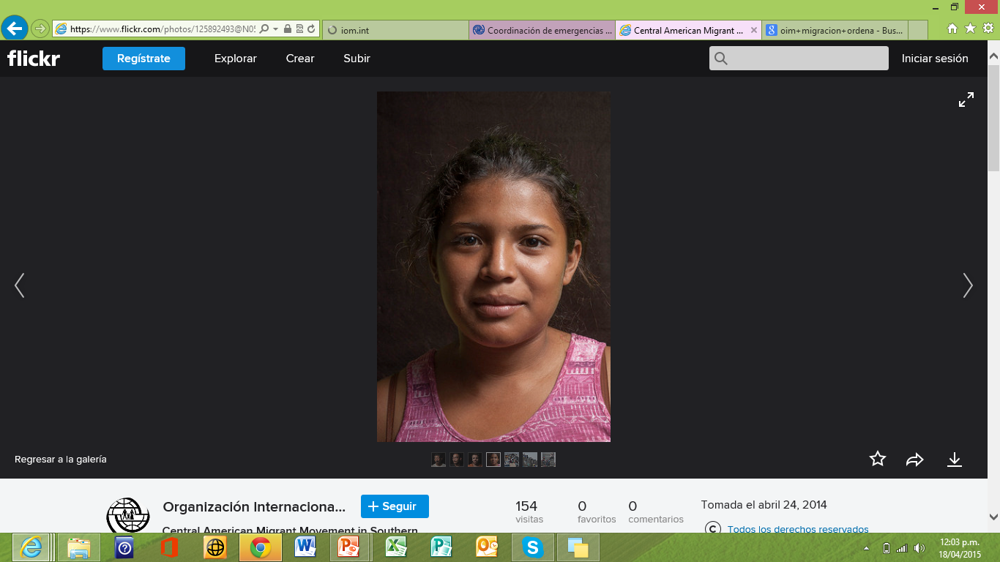 https://www.flickr.com/photos/125892493@N05
iom.int
Coordinación de emergencias ...
Central American Migrant ...
oim+migracion+ordena - Bus...
flickr
Regístrate
Explorar
Crear
Subir
Iniciar sesión
Regresar a la galería
Organización Internaciona...
+ Seguir
154
visitas
0
favoritos
0
comentarios
Tomada el abril 24, 2014
Central American Migrant Movement in Southern
© Todos los derechos reservados
12:03 p.m.
18/04/2015